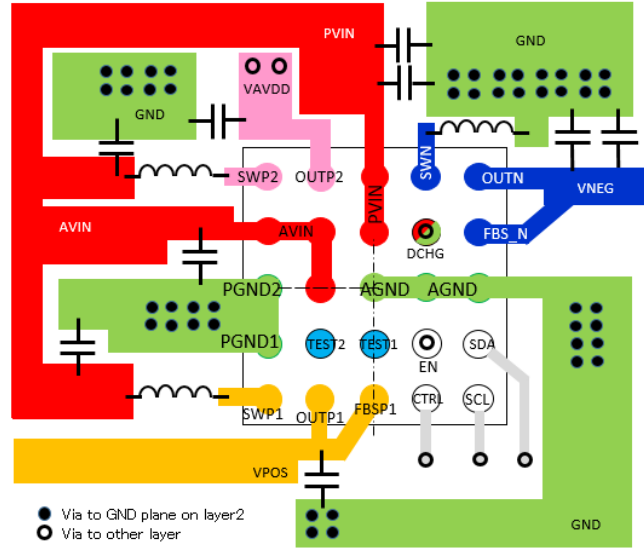 PVIN
GND
VAVDD
GND
SWN
SWP2 OUTP2
OUTN
VNEG
PVIN
AVIN
AVIN
FBS_N
DCHG
PGND2
AGND AGND
PGND1
TEST2
TEST1
SDA
EN
SWP1
OUTP1
FBSP1
CTRL
SCL
VPOS
Via to GND plane on layer2
Via to other layer
GND